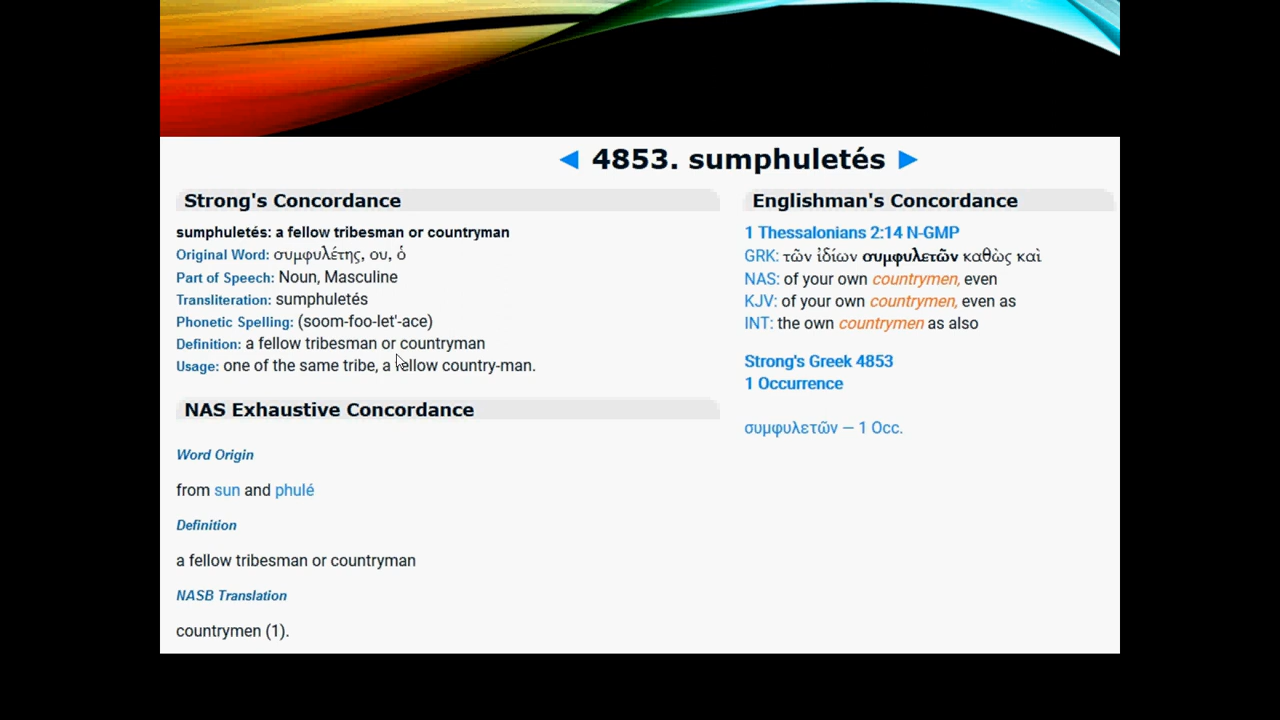 ◄ 4853. sumphuletés ►
Strong's Concordance
sumphuletés: a fellow tribesman or countryman
Original Word: συμφυλέτης, ου, ὁ
Part of Speech: Noun, Masculine
Transliteration: sumphuletés
Phonetic Spelling: (soom-foo-let'-ace)
Definition: a fellow tribesman or countryman
Usage: one of the same tribe, a fellow country-man.
NAS Exhaustive Concordance
Word Origin
from sun and phulé
Definition
a fellow tribesman or countryman
NASB Translation
countrymen (1).
Englishman's Concordance
1 Thessalonians 2:14 N-GMP
GRK: τῶν ἰδίων συμφυλετῶν καθὼς καὶ
NAS: of your own countrymen, even
KJV: of your own countrymen, even as
INT: the own countrymen as also
Strong's Greek 4853
1 Occurrence
συμφυλετῶν — 1 Occ.